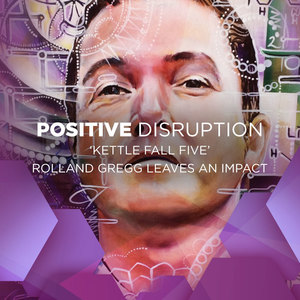 POSITIVE DISRUPTION
‘KETTLE FALL FIVE’
ROLLAND GREGG LEAVES AN IMPACT